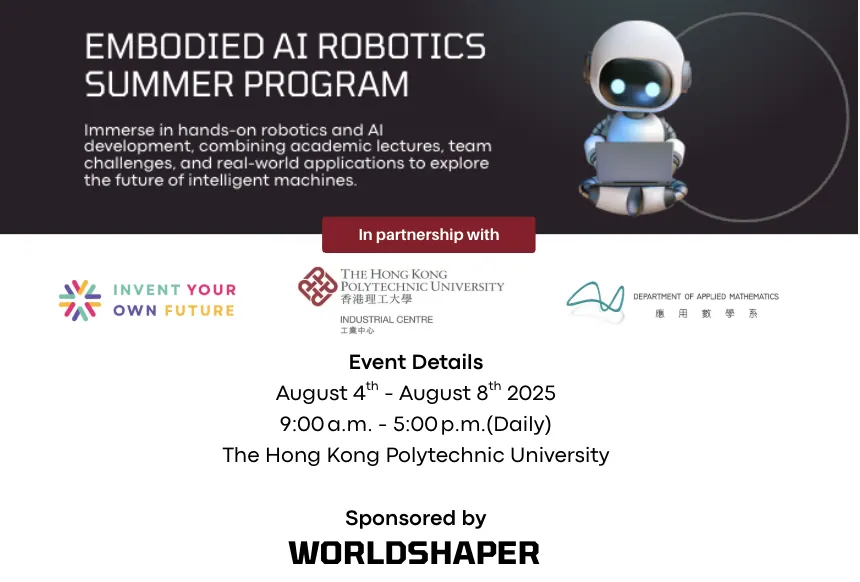 EMBODIED AI ROBOTICS
SUMMER PROGRAM
Immerse in hands-on robotics and AI
development, combining academic lectures, team
challenges, and real-world applications to explore
the future of intelligent machines.
In partnership with
INVENT YOUR
OWN FUTURE
THE HONG KONG
POLYTECHNIC UNIVERSITY
香港理工大學
INDUSTRIAL CENTRE
工業中心
DEPARTMENT OF APPLIED MATHEMATICS
應用數學系
Event Details
August 4th - August 8th 2025
9:00 a.m. - 5:00 p.m.(Daily)
The Hong Kong Polytechnic University
Sponsored by
WORLDSHAPER